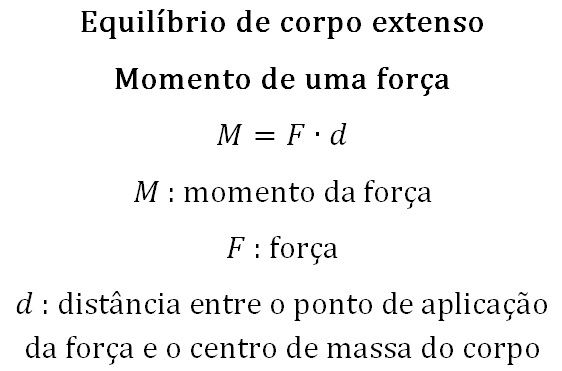 Equilíbrio de corpo extenso
Momento de uma força
M = F · d
M : momento da força
F : força
d : distância entre o ponto de aplicação
da força e o centro de massa do corpo